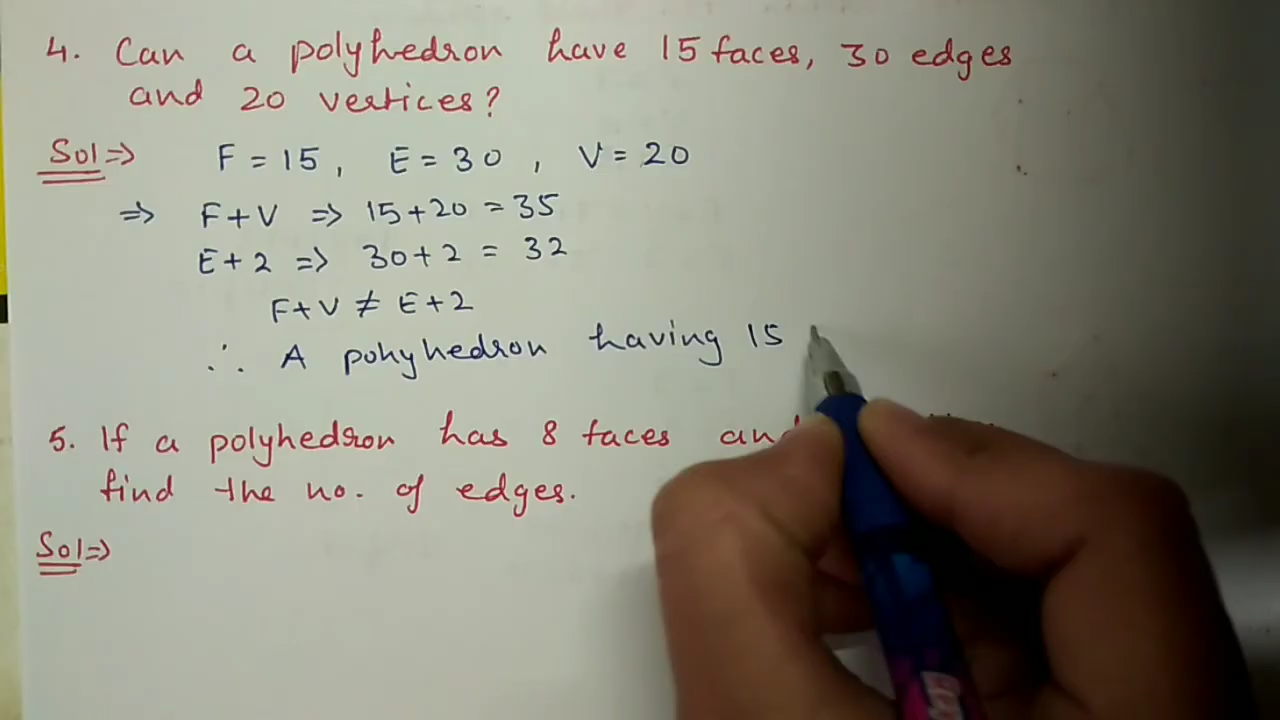 4. Can a polyhedron have 15 faces, 30 edges
and 20 vertices?
Sol⇒ F = 15, E = 30, V = 20
⇒ F+V ⇒ 15+20 = 35
E+2 ⇒ 30+2 = 32
F+V ≠ E+2
∴ A polyhedron having 15
5. If a polyhedron has 8 faces and
find the no. of edges.
Sol⇒